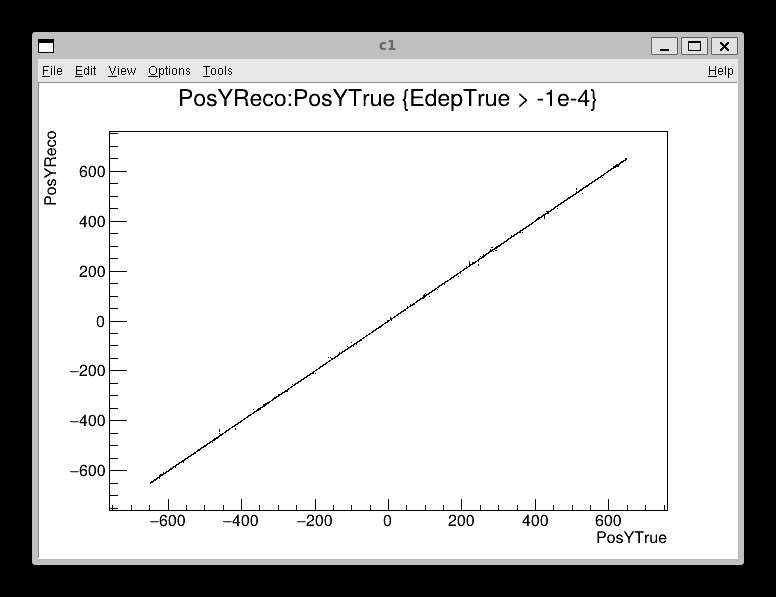 c1
File Edit View Options Tools Help
PosYReco:PosYTrue {EdepTrue > -1e-4}
PosYReco
600
400
200
0
−200
−400
−600
−600 −400 −200 0 200 400 600
PosYTrue